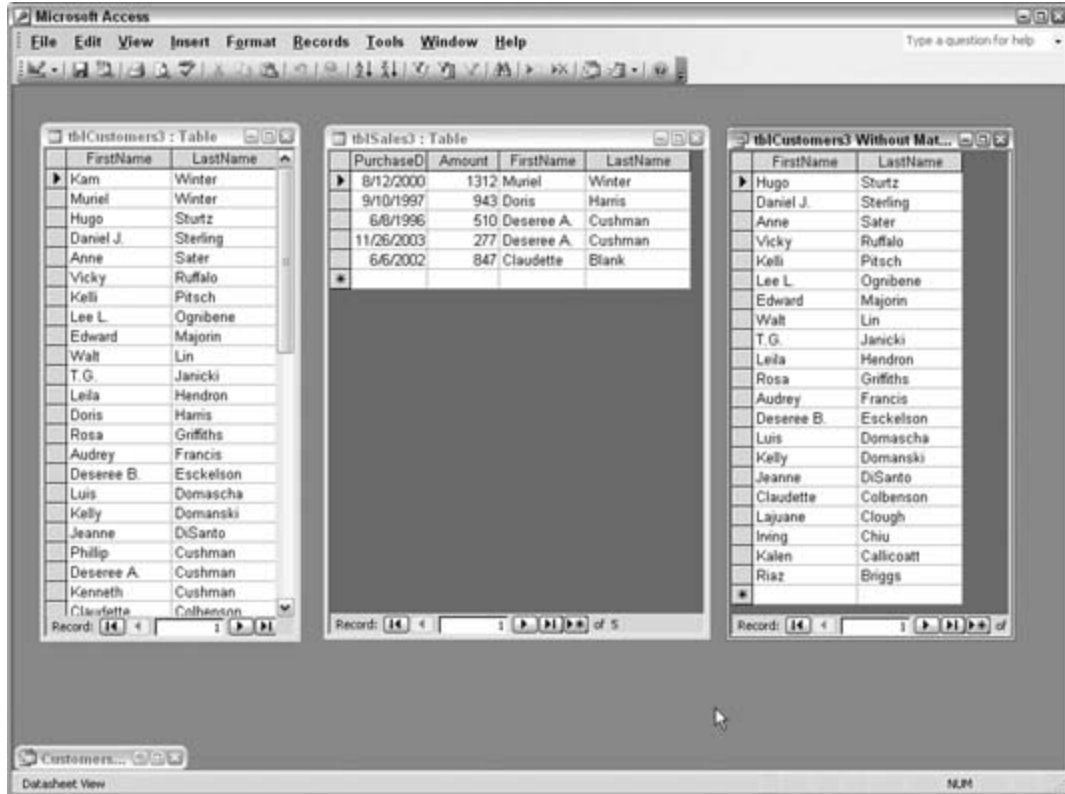 Microsoft Access
File Edit View Insert Format Records Tools Window Help
Type a question for help
tblCustomers3 : Table
FirstName LastName
Kam Winter
Muriel Winter
Hugo Sturtz
Daniel J. Sterling
Anne Sater
Vicky Ruffalo
Kelli Pitsch
Lee L. Ognibene
Edward Majorin
Walt Lin
T.G. Janicki
Leila Hendron
Doris Harris
Rosa Griffiths
Audrey Francis
Deseree B. Esckelson
Luis Domascha
Kelly Domanski
Jeanne DiSanto
Phillip Cushman
Deseree A. Cushman
Kenneth Cushman
Claudette Colbenson
Record: 1
tblSales3 : Table
PurchaseD Amount FirstName LastName
8/12/2000 1312 Muriel Winter
9/10/1997 943 Doris Harris
6/8/1996 510 Deseree A. Cushman
11/26/2003 277 Deseree A. Cushman
6/6/2002 847 Claudette Blank
Record: 1 of 5
tblCustomers3 Without Mat...
FirstName LastName
Hugo Sturtz
Daniel J. Sterling
Anne Sater
Vicky Ruffalo
Kelli Pitsch
Lee L. Ognibene
Edward Majorin
Walt Lin
T.G. Janicki
Leila Hendron
Rosa Griffiths
Audrey Francis
Deseree B. Esckelson
Luis Domascha
Kelly Domanski
Jeanne DiSanto
Claudette Colbenson
Lajuane Clough
Irving Chiu
Kalen Callicoatt
Riaz Briggs
Record: 1 of
Customers...
Datasheet View NUM